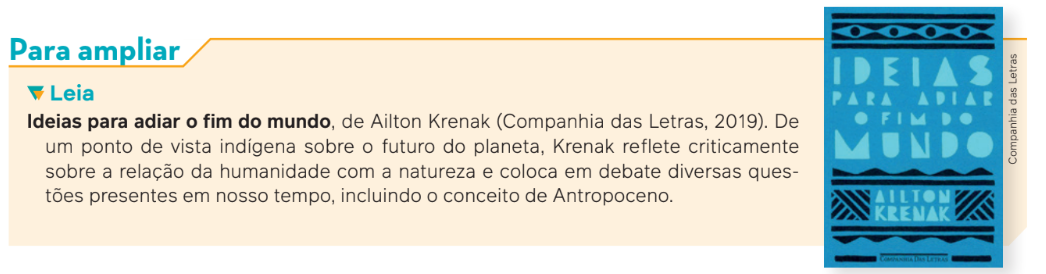 Para ampliar
Leia
Ideias para adiar o fim do mundo, de Ailton Krenak (Companhia das Letras, 2019). De
um ponto de vista indígena sobre o futuro do planeta, Krenak reflete criticamente
sobre a relação da humanidade com a natureza e coloca em debate diversas ques-
tões presentes em nosso tempo, incluindo o conceito de Antropoceno.
IDEIAS
PARA ADIAR
O FIM DO
MUNDO
AILTON
KRENAK
COMPANHIA DAS LETRAS
Companhia das Letras